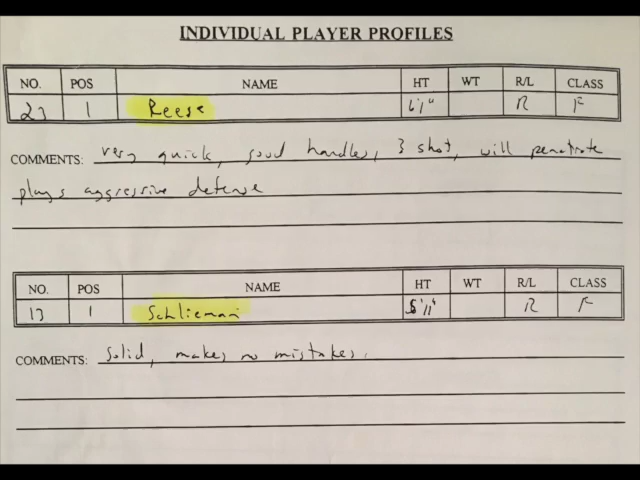 INDIVIDUAL PLAYER PROFILES
NO. POS NAME HT WT R/L CLASS
23 1 Reese 6'1" R F
COMMENTS: very quick, good handles, 3 shot, will penetrate
plays aggressive defense
NO. POS NAME HT WT R/L CLASS
13 1 Schlieman 5'11" R F
COMMENTS: Solid, makes no mistakes.